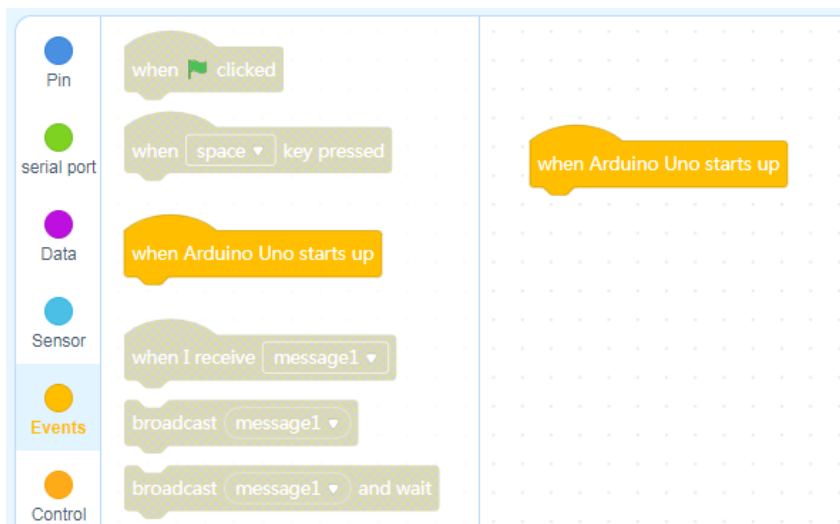 Pin
serial port
Data
Sensor
Events
Control
when clicked
when space key pressed
when Arduino Uno starts up
when I receive message1
broadcast message1
broadcast message1 and wait
when Arduino Uno starts up